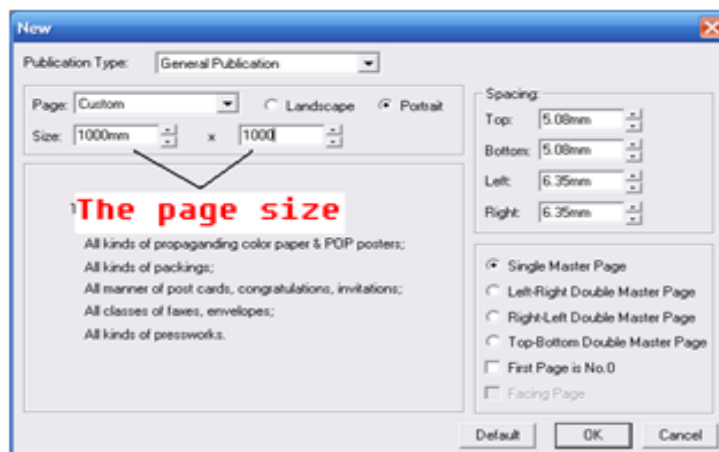 New
Publication Type: General Publication
Page: Custom Landscape Portrait
Size: 1000mm x 1000
The page size
All kinds of propaganding color paper & POP posters;
All kinds of packings;
All manner of post cards, congratulations, invitations;
All classes of faxes, envelopes;
All kinds of pressworks.
Spacing:
Top: 5.08mm
Bottom: 5.08mm
Left: 6.35mm
Right: 6.35mm
Single Master Page
Left-Right Double Master Page
Right-Left Double Master Page
Top-Bottom Double Master Page
First Page is No.0
Facing Page
Default OK Cancel